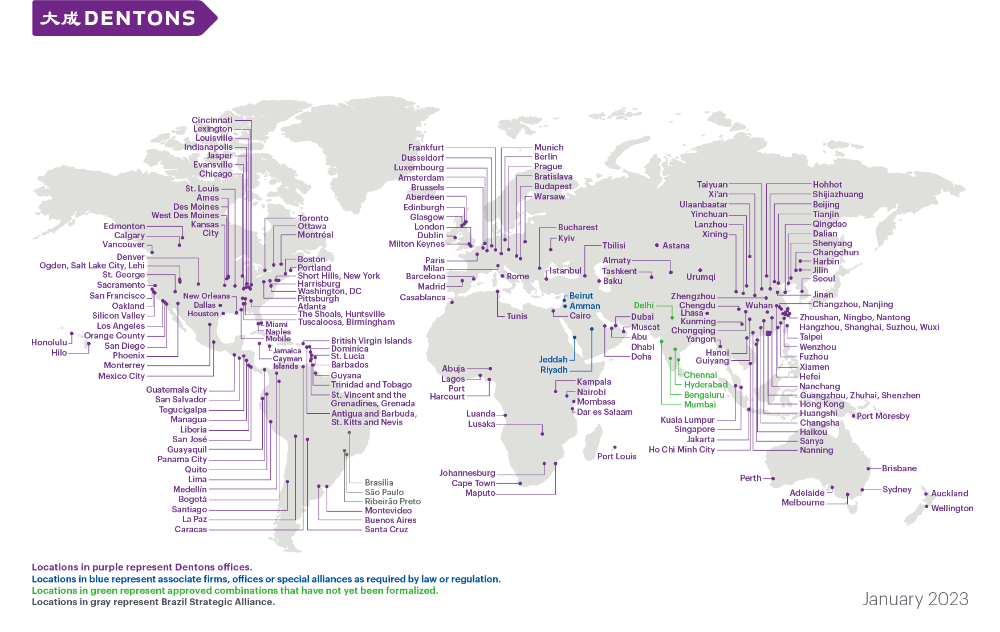 大成 DENTONS
Cincinnati
Lexington
Louisville
Indianapolis
Jasper
Evansville
Chicago
St. Louis
Ames
Des Moines
West Des Moines
Kansas
City
Edmonton
Calgary
Vancouver
Denver
Ogden, Salt Lake City, Lehi
St. George
Sacramento
San Francisco
Oakland
Silicon Valley
Los Angeles
Orange County
San Diego
Phoenix
Monterrey
Mexico City
Honolulu
Hilo
New Orleans
Dallas
Houston
Toronto
Ottawa
Montréal
Boston
Portland
Short Hills, New York
Harrisburg
Washington, DC
Pittsburgh
Atlanta
The Shoals, Huntsville
Tuscaloosa, Birmingham
Miami
Naples
Mobile
Jamaica
Cayman
Islands
British Virgin Islands
Dominica
St. Lucia
Barbados
Guyana
Trinidad and Tobago
St. Vincent and the
Grenadines, Grenada
Antigua and Barbuda,
St. Kitts and Nevis
Guatemala City
San Salvador
Tegucigalpa
Managua
Liberia
San José
Guayaquil
Panama City
Quito
Lima
Medellín
Bogotá
Santiago
La Paz
Caracas
Brasília
São Paulo
Ribeirão Preto
Montevideo
Buenos Aires
Santa Cruz
Frankfurt
Dusseldorf
Luxembourg
Amsterdam
Brussels
Aberdeen
Edinburgh
Glasgow
London
Dublin
Milton Keynes
Paris
Milan
Barcelona
Madrid
Casablanca
Munich
Berlin
Prague
Bratislava
Budapest
Warsaw
Bucharest
Kyiv
Tbilisi
Istanbul
Rome
Tunis
Baku
Astana
Almaty
Tashkent
Urumqi
Beirut
Amman
Cairo
Jeddah
Riyadh
Dubai
Muscat
Abu
Dhabi
Doha
Abuja
Lagos
Port
Harcourt
Luanda
Lusaka
Johannesburg
Cape Town
Maputo
Kampala
Nairobi
Mombasa
Dar es Salaam
Port Louis
Delhi
Chennai
Hyderabad
Bengaluru
Mumbai
Taiyuan
Xi'an
Ulaanbaatar
Yinchuan
Lanzhou
Xining
Zhengzhou
Chengdu
Lhasa
Kunming
Chongqing
Yangon
Hanoi
Guiyang
Wuhan
Kuala Lumpur
Singapore
Jakarta
Ho Chi Minh City
Hohhot
Shijiazhuang
Beijing
Tianjin
Qingdao
Dalian
Shenyang
Changchun
Harbin
Jilin
Seoul
Jinan
Changzhou, Nanjing
Zhoushan, Ningbo, Nantong
Hangzhou, Shanghai, Suzhou, Wuxi
Taipei
Wenzhou
Fuzhou
Xiamen
Hefei
Nanchang
Guangzhou, Zhuhai, Shenzhen
Hong Kong
Huangshi
Changsha
Haikou
Sanya
Nanning
Port Moresby
Perth
Adelaide
Melbourne
Brisbane
Sydney
Auckland
Wellington
Locations in purple represent Dentons offices.
Locations in blue represent associate firms, offices or special alliances as required by law or regulation.
Locations in green represent approved combinations that have not yet been formalized.
Locations in gray represent Brazil Strategic Alliance.
January 2023